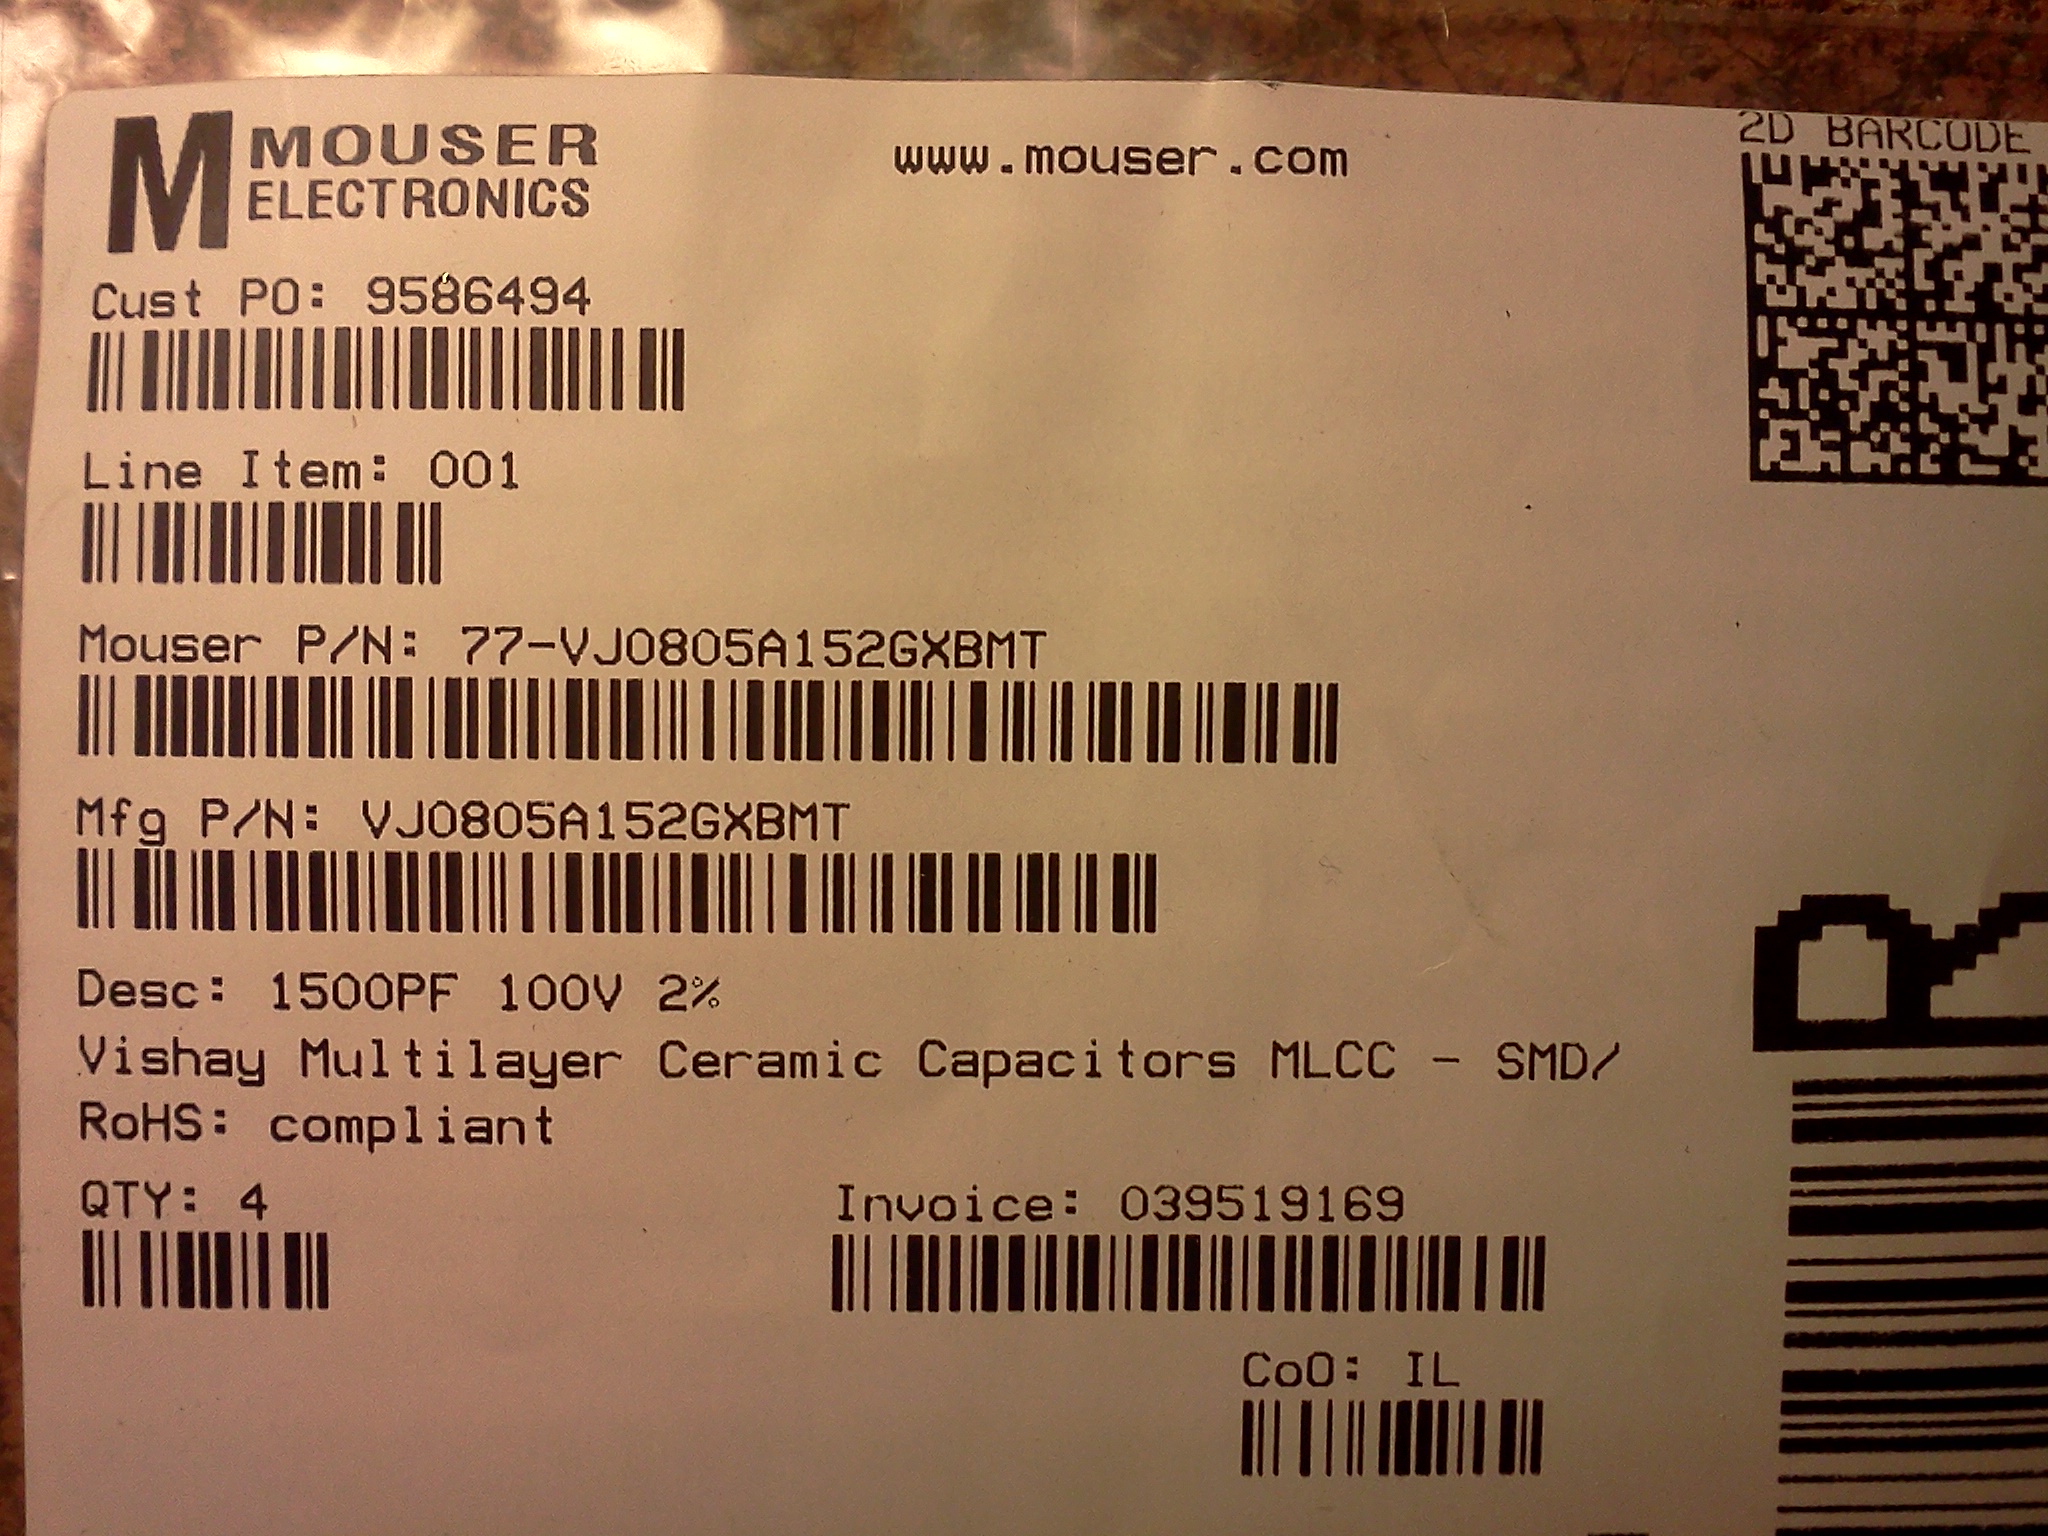 M MOUSER
ELECTRONICS
www.mouser.com
2D BARCODE
Cust PO: 9586494
Line Item: 001
Mouser P/N: 77-VJ0805A152GXBMT
Mfg P/N: VJ0805A152GXBMT
Desc: 1500PF 100V 2%
Vishay Multilayer Ceramic Capacitors MLCC - SMD/
RoHS: compliant
QTY: 4
Invoice: 039519169
CoO: IL